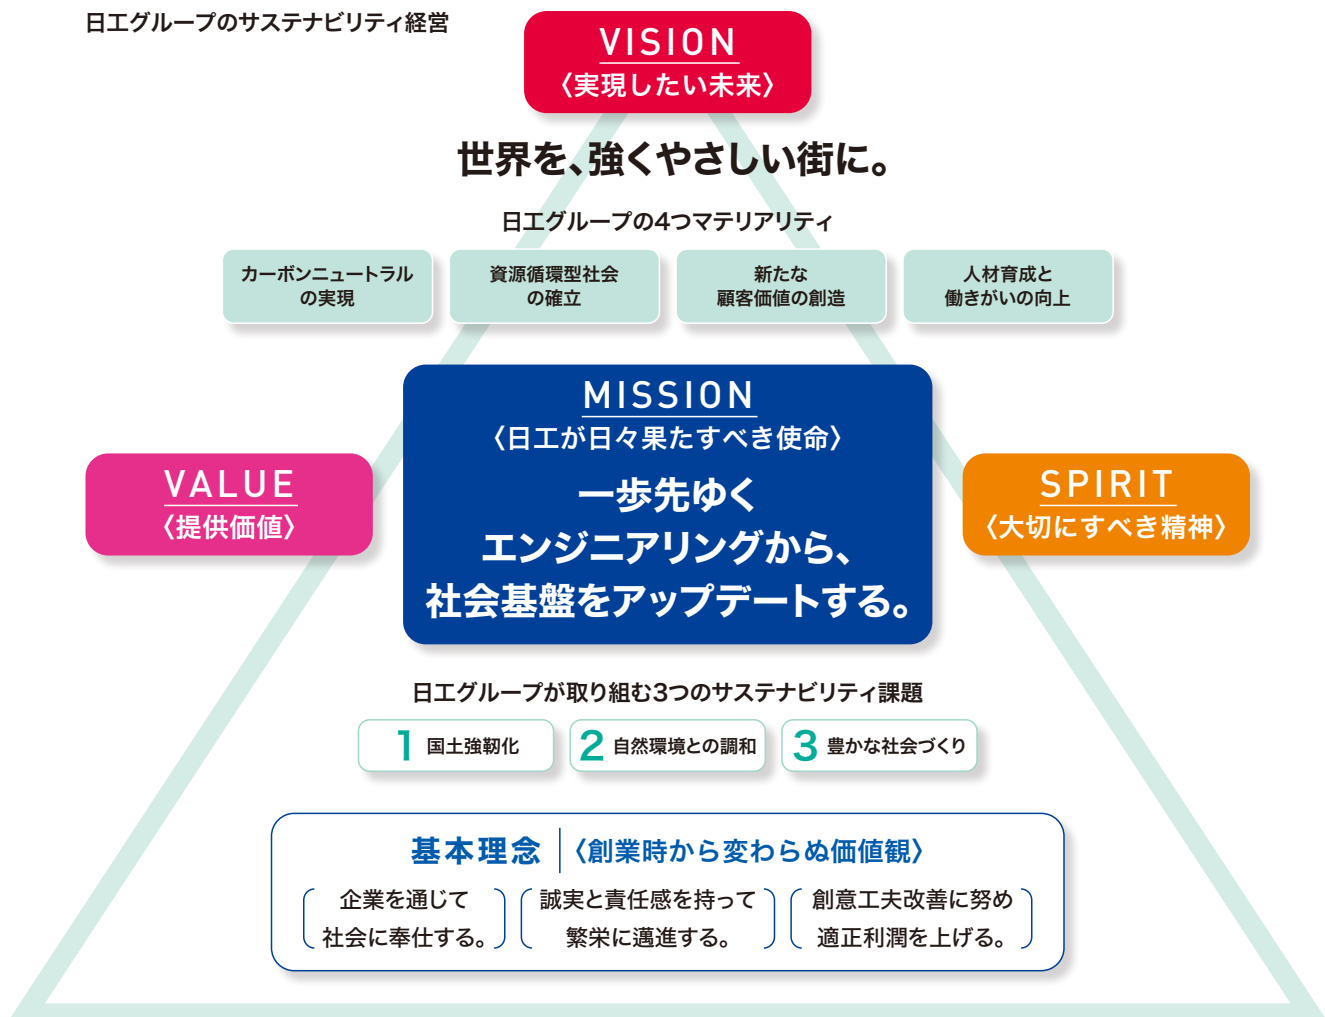 日工グループのサステナビリティ経営
VISION
〈実現したい未来〉
世界を、強くやさしい街に。
日工グループの4つマテリアリティ
カーボンニュートラル
の実現
資源循環型社会
の確立
新たな
顧客価値の創造
人材育成と
働きがいの向上
MISSION
〈日工が日々果たすべき使命〉
一歩先ゆく
エンジニアリングから、
社会基盤をアップデートする。
VALUE
〈提供価値〉
SPIRIT
〈大切にすべき精神〉
日工グループが取り組む3つのサステナビリティ課題
1 国土強靭化
2 自然環境との調和
3 豊かな社会づくり
基本理念 〈創業時から変わらぬ価値観〉
企業を通じて
社会に奉仕する。
誠実と責任感を持って
繁栄に邁進する。
創意工夫改善に努め
適正利潤を上げる。